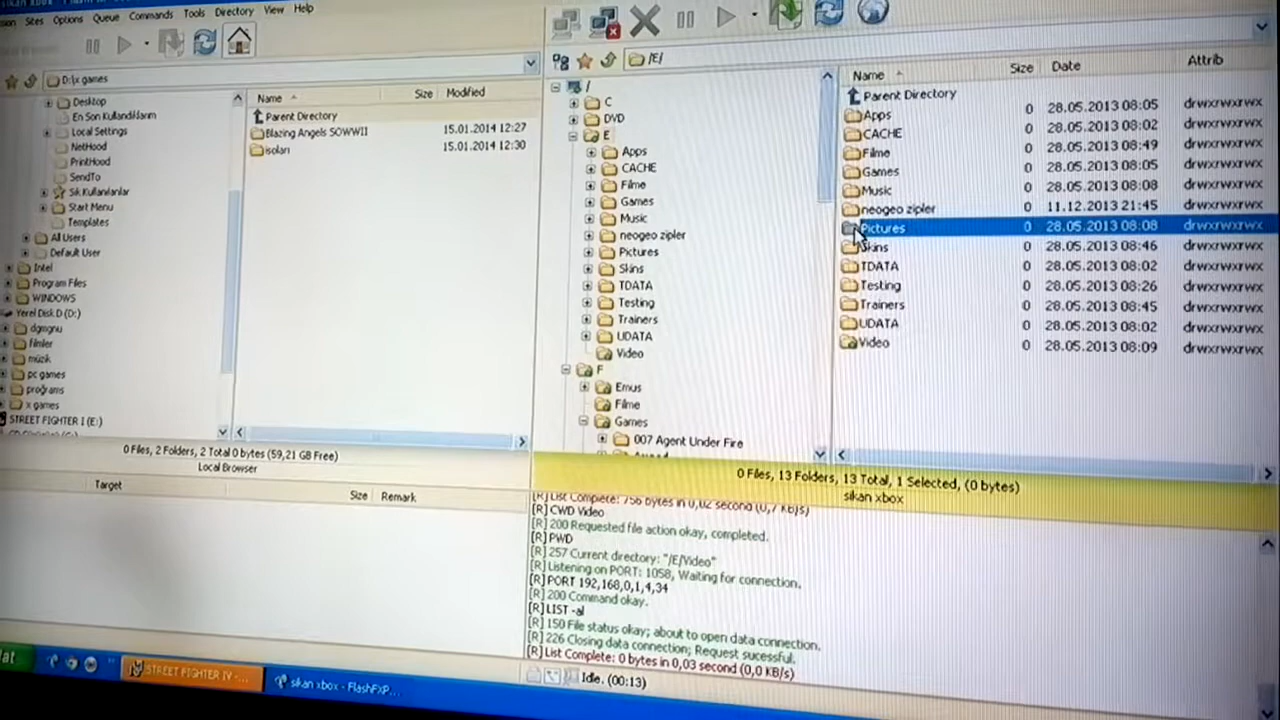 Sites Options Queue Commands Tools Directory View Help
D:\x games
Desktop
En Son Kullandıklarım
Local Settings
NetHood
PrintHood
SendTo
Sık Kullanılanlar
Start Menu
Templates
All Users
Default User
Intel
Program Files
WINDOWS
Yerel Disk D (D:)
dgmgnu
filmler
müzik
pc games
programs
x games
STREET FIGHTER I (E:)
Name Size Modified
Parent Directory
Blazing Angels SOWWII 15.01.2014 12:27
isoları 15.01.2014 12:30
0 Files, 2 Folders, 2 Total 0 bytes (59,21 GB Free)
Local Browser
Target Size Remark
/E/
/
C
DVD
E
Apps
CACHE
Filme
Games
Music
neogeo zipler
Pictures
Skins
TDATA
Testing
Trainers
UDATA
Video
F
Emus
Filme
Games
007 Agent Under Fire
Name Size Date Attrib
Parent Directory
Apps 0 28.05.2013 08:05 drwxrwxrwx
CACHE 0 28.05.2013 08:02 drwxrwxrwx
Filme 0 28.05.2013 08:49 drwxrwxrwx
Games 0 28.05.2013 08:05 drwxrwxrwx
Music 0 28.05.2013 08:08 drwxrwxrwx
neogeo zipler 0 11.12.2013 21:45 drwxrwxrwx
Pictures 0 28.05.2013 08:08 drwxrwxrwx
Skins 0 28.05.2013 08:46 drwxrwxrwx
TDATA 0 28.05.2013 08:02 drwxrwxrwx
Testing 0 28.05.2013 08:26 drwxrwxrwx
Trainers 0 28.05.2013 08:45 drwxrwxrwx
UDATA 0 28.05.2013 08:02 drwxrwxrwx
Video 0 28.05.2013 08:09 drwxrwxrwx
0 Files, 13 Folders, 13 Total, 1 Selected, (0 bytes)
sikan xbox
[R] List Complete: 756 bytes in 0,02 second (0,7 KB/s)
[R] CWD Video
[R] 200 Requested file action okay, completed.
[R] PWD
[R] 257 Current directory: "/E/Video"
[R] Listening on PORT: 1058, Waiting for connection.
[R] PORT 192,168,0,1,4,34
[R] 200 Command okay.
[R] LIST -al
[R] 150 File status okay; about to open data connection.
[R] 226 Closing data connection; Request sucessful.
[R] List Complete: 0 bytes in 0,03 second (0,0 KB/s)
Idle. (00:13)
STREET FIGHTER IV -...
sikan xbox - FlashFXP...